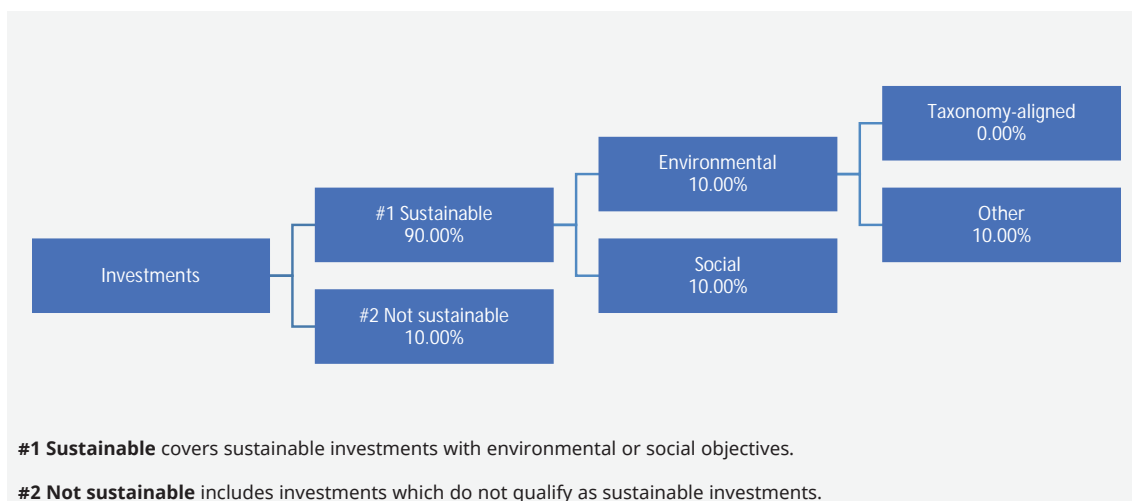 Taxonomy-aligned
0.00%
Environmental
10.00%
#1 Sustainable
90.00%
Other
10.00%
Investments
Social
10.00%
#2 Not sustainable
10.00%
#1 Sustainable covers sustainable investments with environmental or social objectives.
#2 Not sustainable includes investments which do not qualify as sustainable investments.